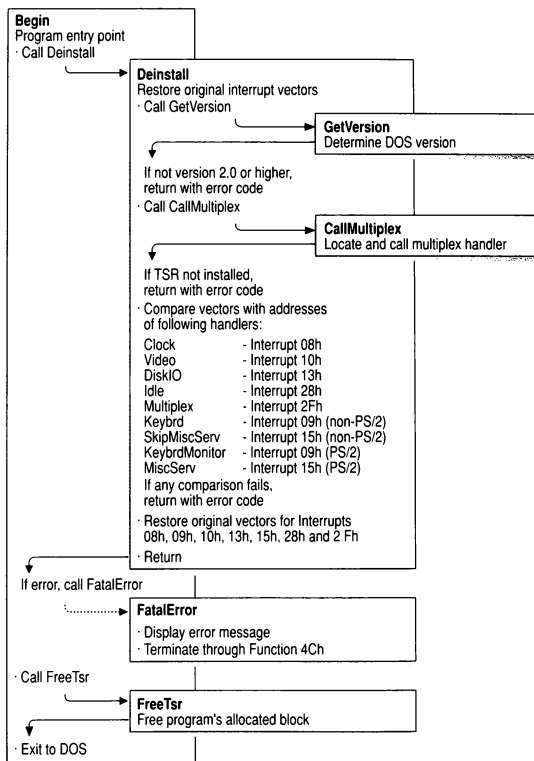 Begin
Program entry point
· Call Deinstall
Deinstall
Restore original interrupt vectors
· Call GetVersion
GetVersion
Determine DOS version
If not version 2.0 or higher,
return with error code
· Call CallMultiplex
CallMultiplex
Locate and call multiplex handler
If TSR not installed,
return with error code
· Compare vectors with addresses
of following handlers:
Clock - Interrupt 08h
Video - Interrupt 10h
DiskIO - Interrupt 13h
Idle - Interrupt 28h
Multiplex - Interrupt 2Fh
Keybrd - Interrupt 09h (non-PS/2)
SkipMiscServ - Interrupt 15h (non-PS/2)
KeybrdMonitor - Interrupt 09h (PS/2)
MiscServ - Interrupt 15h (PS/2)
If any comparison fails,
return with error code
· Restore original vectors for Interrupts
08h, 09h, 10h, 13h, 15h, 28h and 2 Fh
· Return
If error, call FatalError
FatalError
· Display error message
· Terminate through Function 4Ch
· Call FreeTsr
FreeTsr
Free program's allocated block
· Exit to DOS